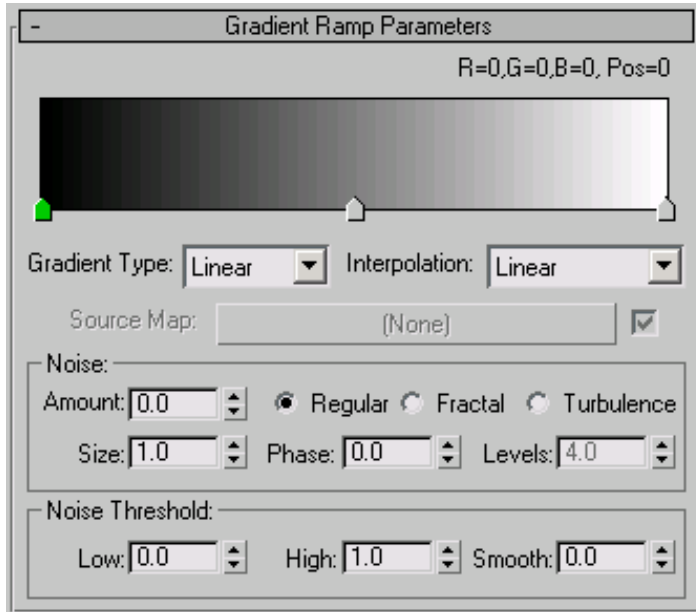 - Gradient Ramp Parameters
R=0,G=0,B=0, Pos=0
Gradient Type: Linear Interpolation: Linear
Source Map: (None)
Noise:
Amount: 0.0 Regular Fractal Turbulence
Size: 1.0 Phase: 0.0 Levels: 4.0
Noise Threshold:
Low: 0.0 High: 1.0 Smooth: 0.0